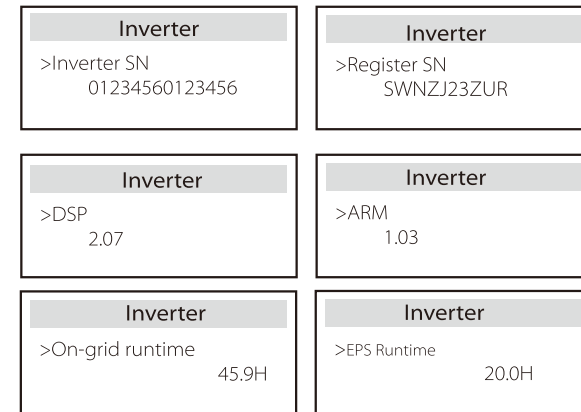 Inverter
>Inverter SN
01234560123456
Inverter
>Register SN
SWNZJ23ZUR
Inverter
>DSP
2.07
Inverter
>ARM
1.03
Inverter
>On-grid runtime
45.9H
Inverter
>EPS Runtime
20.0H